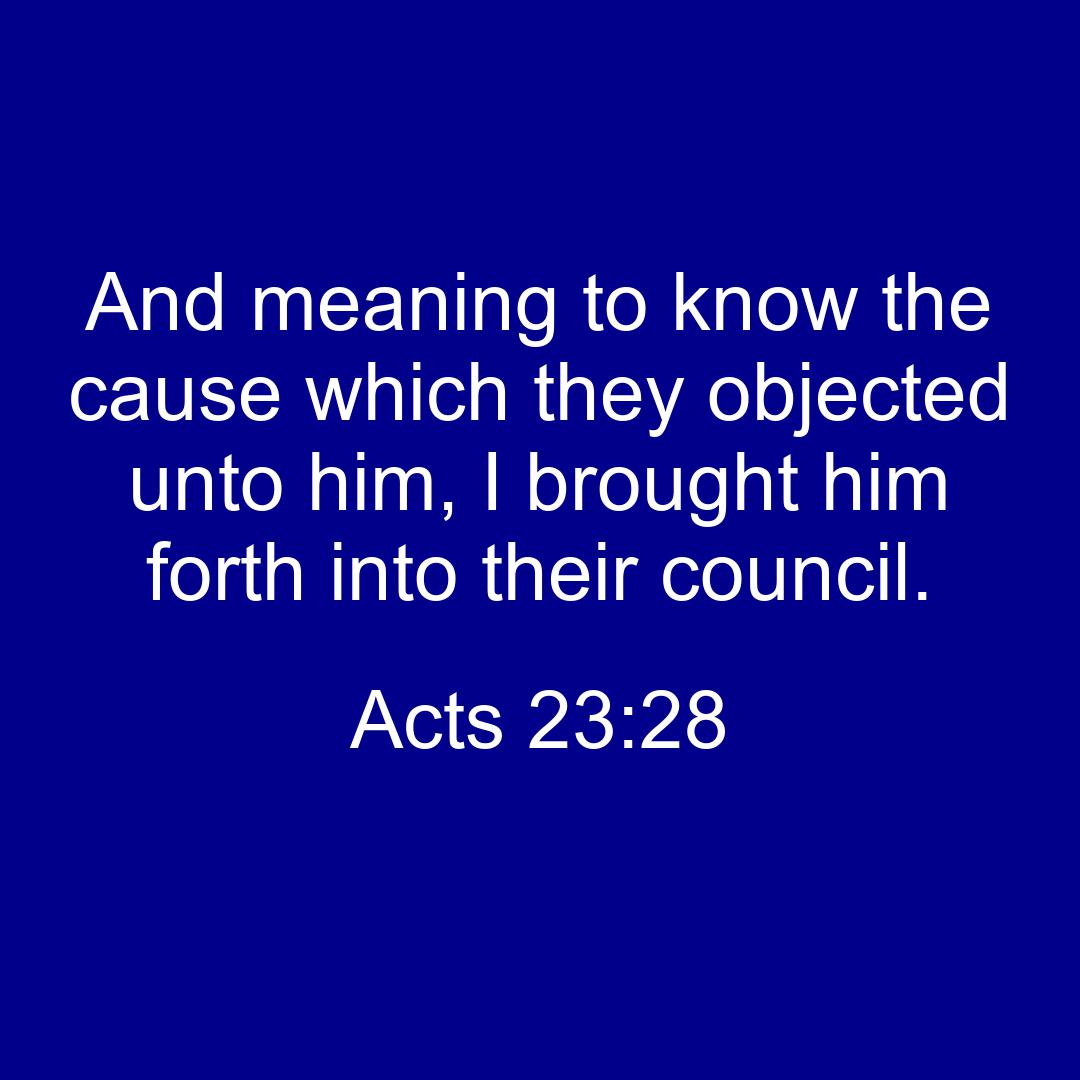 And meaning to know the
cause which they objected
unto him, I brought him
forth into their council.
Acts 23:28